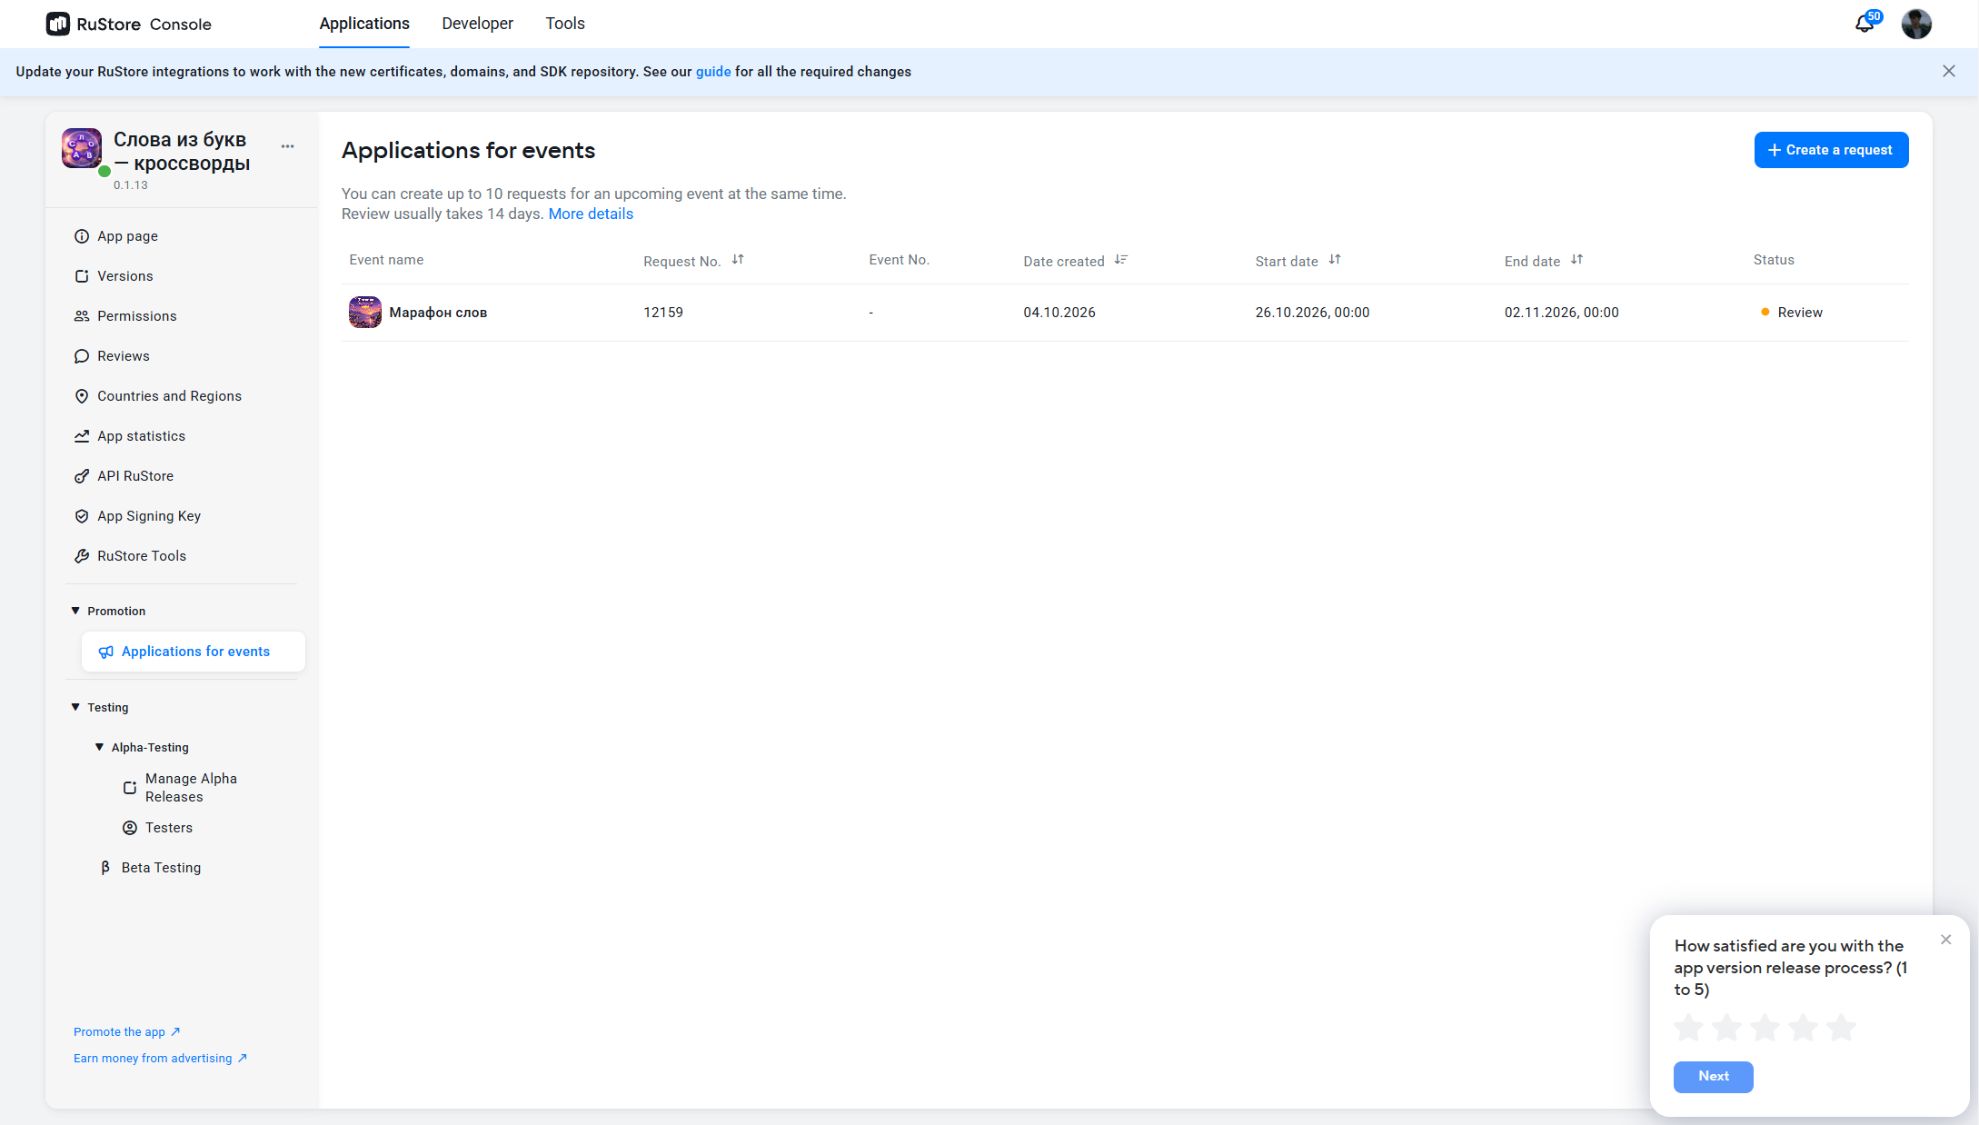 RuStore Console
Applications
Developer
Tools
50
Update your RuStore integrations to work with the new certificates, domains, and SDK repository. See our guide for all the required changes
Слова из букв
— кроссворды
0.1.13
App page
Versions
Permissions
Reviews
Countries and Regions
App statistics
API RuStore
App Signing Key
RuStore Tools
Promotion
Applications for events
Testing
Alpha-Testing
Manage Alpha
Releases
Testers
β Beta Testing
Promote the app
Earn money from advertising
Applications for events
+ Create a request
You can create up to 10 requests for an upcoming event at the same time.
Review usually takes 14 days. More details
Event name Request No. Event No. Date created Start date End date Status
Марафон слов 12159 - 04.10.2026 26.10.2026, 00:00 02.11.2026, 00:00 Review
How satisfied are you with the
app version release process? (1
to 5)
Next